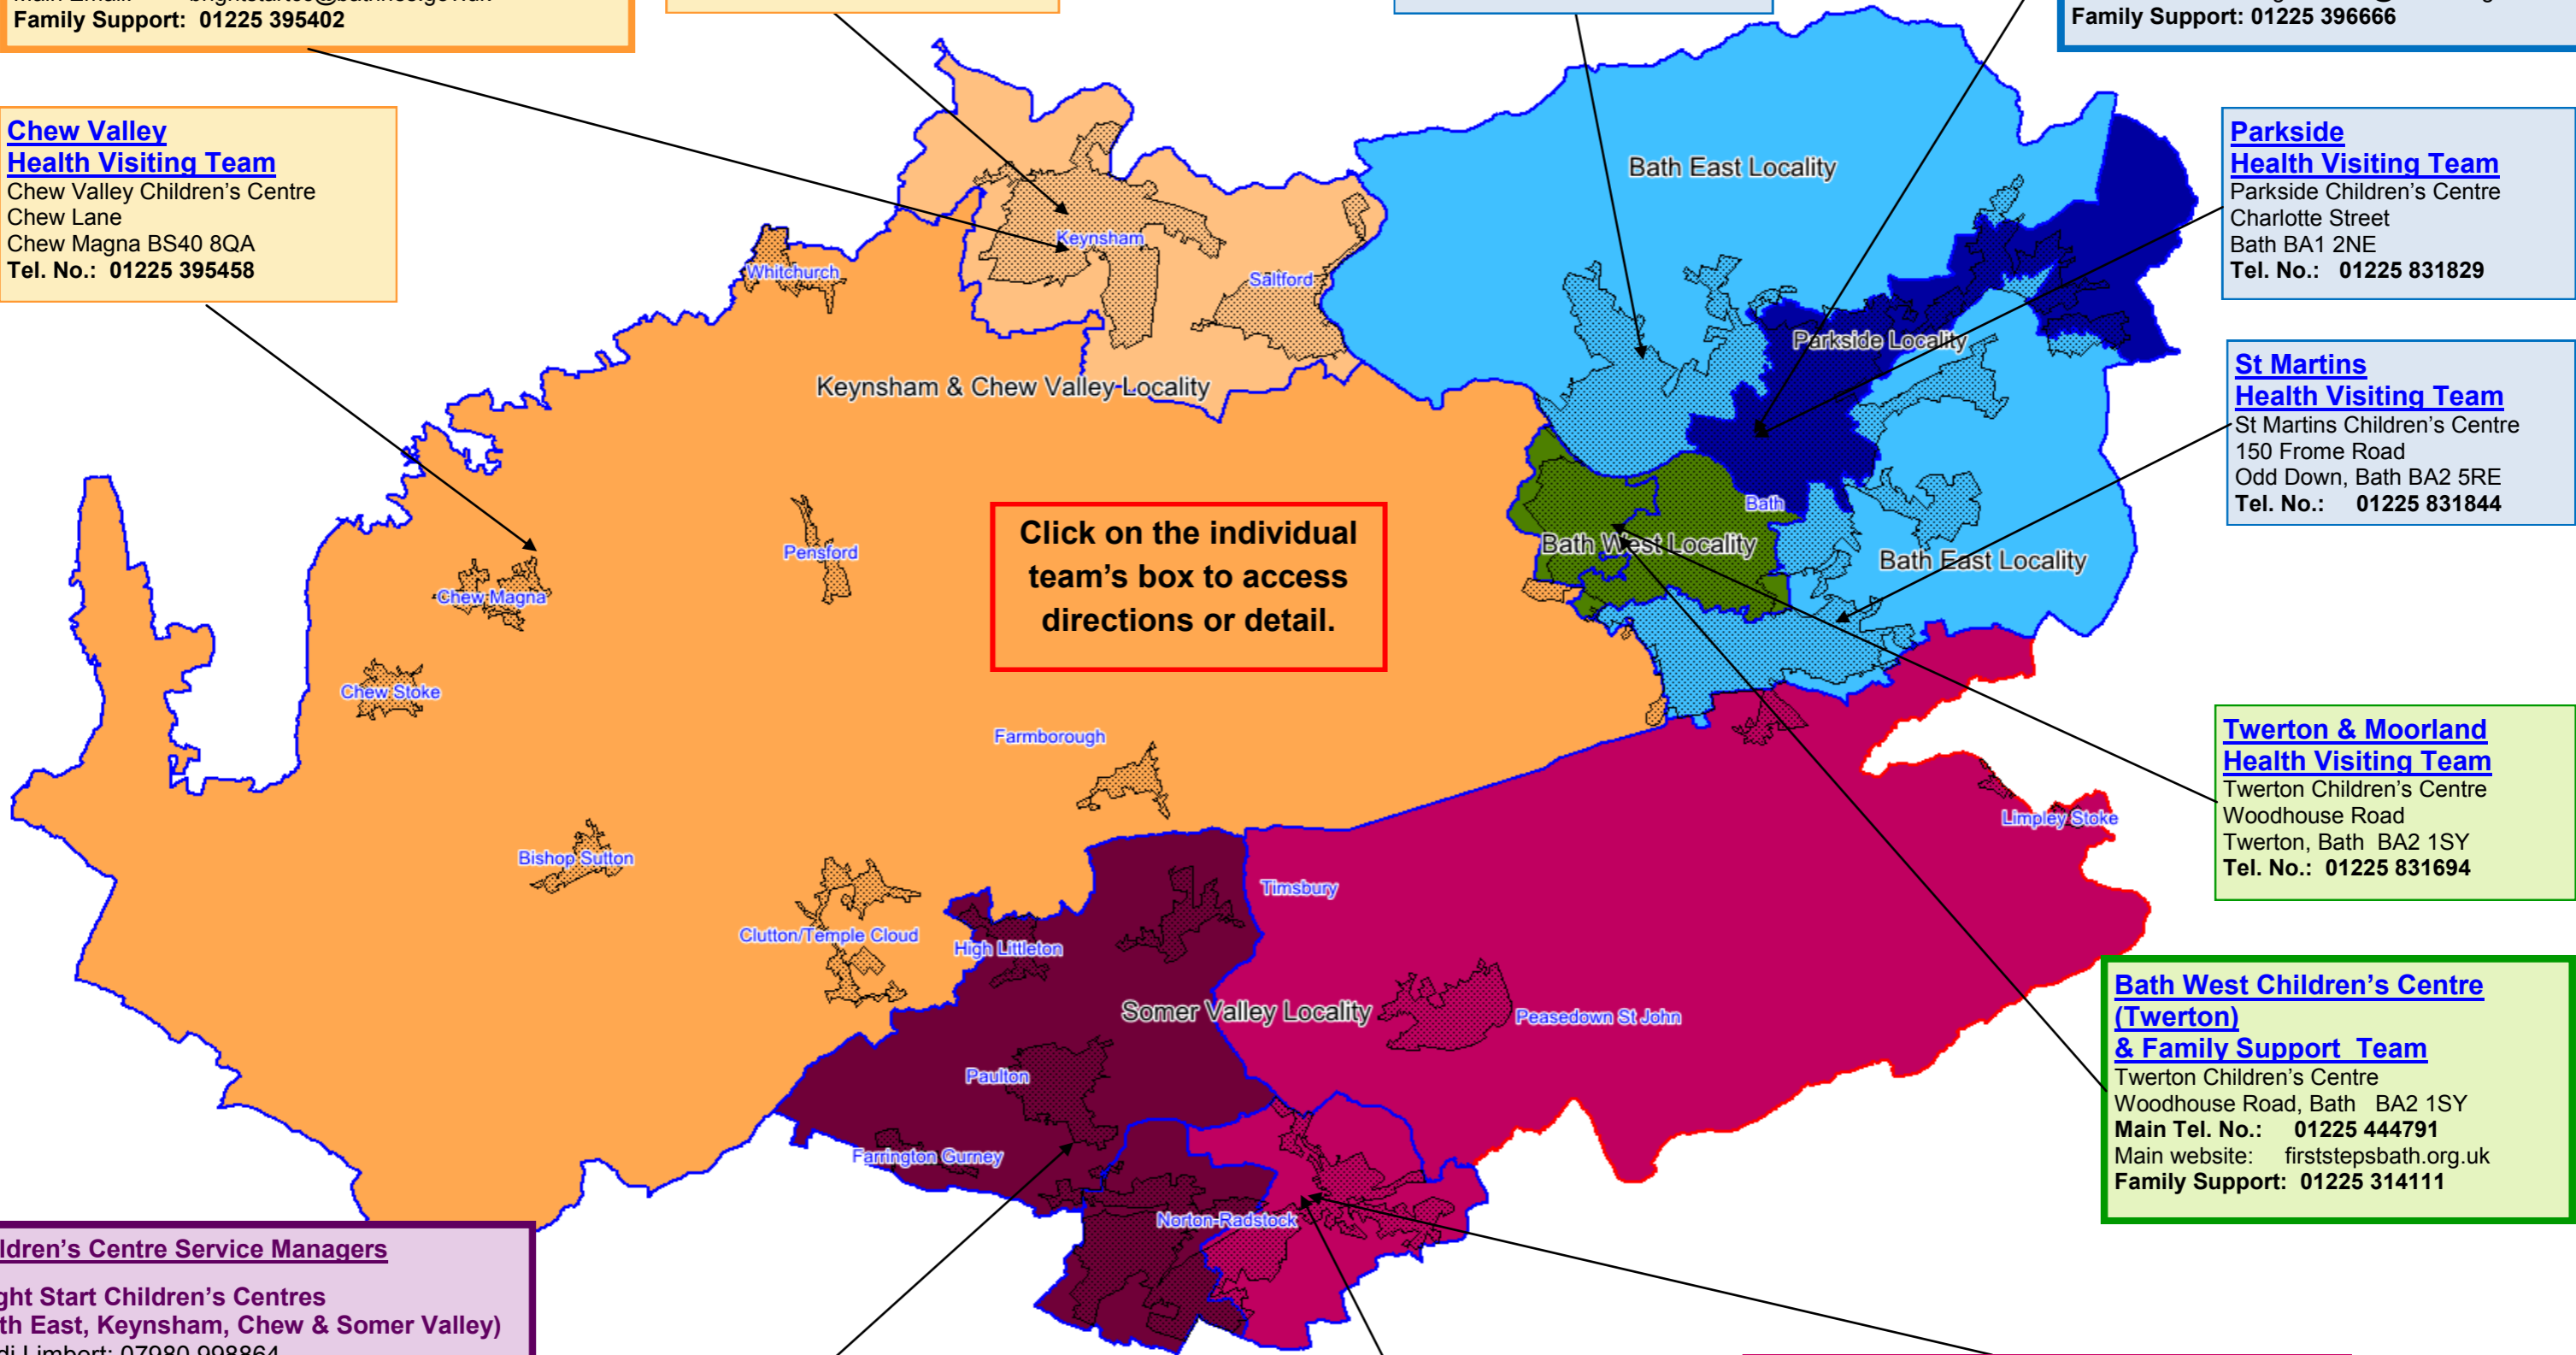 Family Support: 01225 395402
Family Support: 01225 396666
Chew Valley
Health Visiting Team
Chew Valley Children's Centre
Chew Lane
Chew Magna BS40 8QA
Tel. No.: 01225 395458
Parkside
Health Visiting Team
Parkside Children's Centre
Charlotte Street
Bath BA1 2NE
Tel. No.: 01225 831829
St Martins
Health Visiting Team
St Martins Children's Centre
150 Frome Road
Odd Down, Bath BA2 5RE
Tel. No.: 01225 831844
Bath East Locality
Keynsham
Whitchurch
Saltford
Parkside Locality
Keynsham & Chew Valley Locality
Click on the individual
team's box to access
directions or detail.
Bath
Pensford
Bath West Locality
Bath East Locality
Chew Magna
Chew Stoke
Farmborough
Twerton & Moorland
Health Visiting Team
Twerton Children's Centre
Woodhouse Road
Twerton, Bath BA2 1SY
Tel. No.: 01225 831694
Limpley Stoke
Bishop Sutton
Timsbury
Clutton/Temple Cloud
High Littleton
Somer Valley Locality
Peasedown St John
Paulton
Farrington Gurney
Norton-Radstock
Bath West Children's Centre
(Twerton)
& Family Support Team
Twerton Children's Centre
Woodhouse Road, Bath BA2 1SY
Main Tel. No.: 01225 444791
Main website: firststepsbath.org.uk
Family Support: 01225 314111
ldren's Centre Service Managers
ght Start Children's Centres
th East, Keynsham, Chew & Somer Valley)
di Limbert: 07980 998864